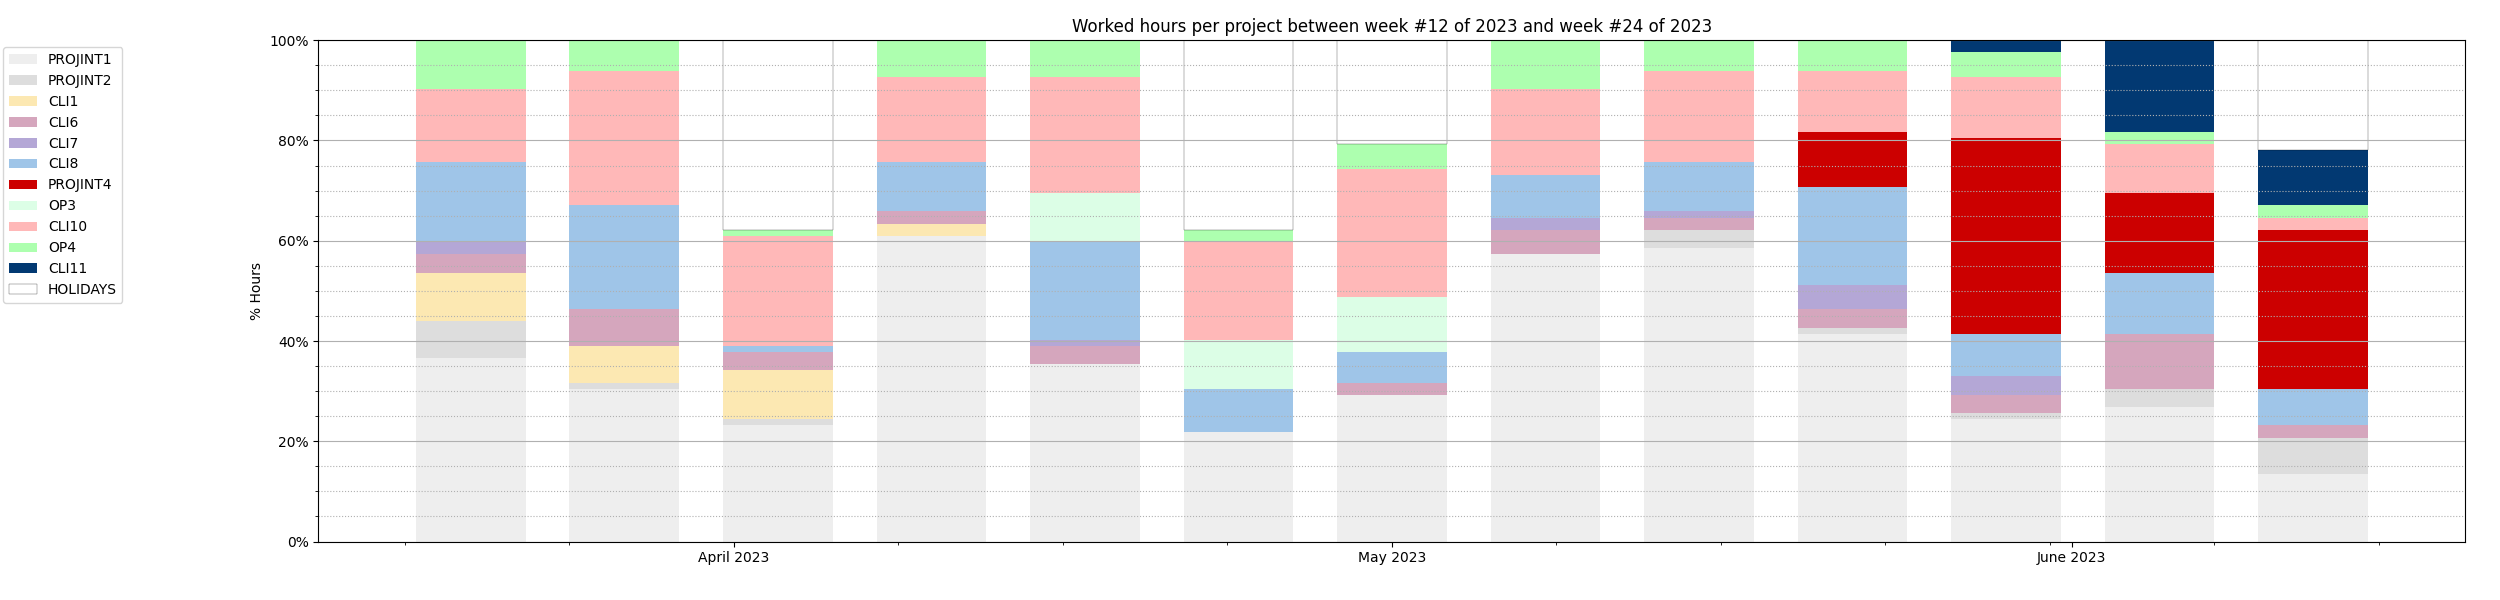 Worked hours per project between week #12 of 2023 and week #24 of 2023
PROJINT1
PROJINT2
CLI1
CLI6
CLI7
CLI8
PROJINT4
OP3
CLI10
OP4
CLI11
HOLIDAYS
% Hours
100%
80%
60%
40%
20%
0%
April 2023
May 2023
June 2023